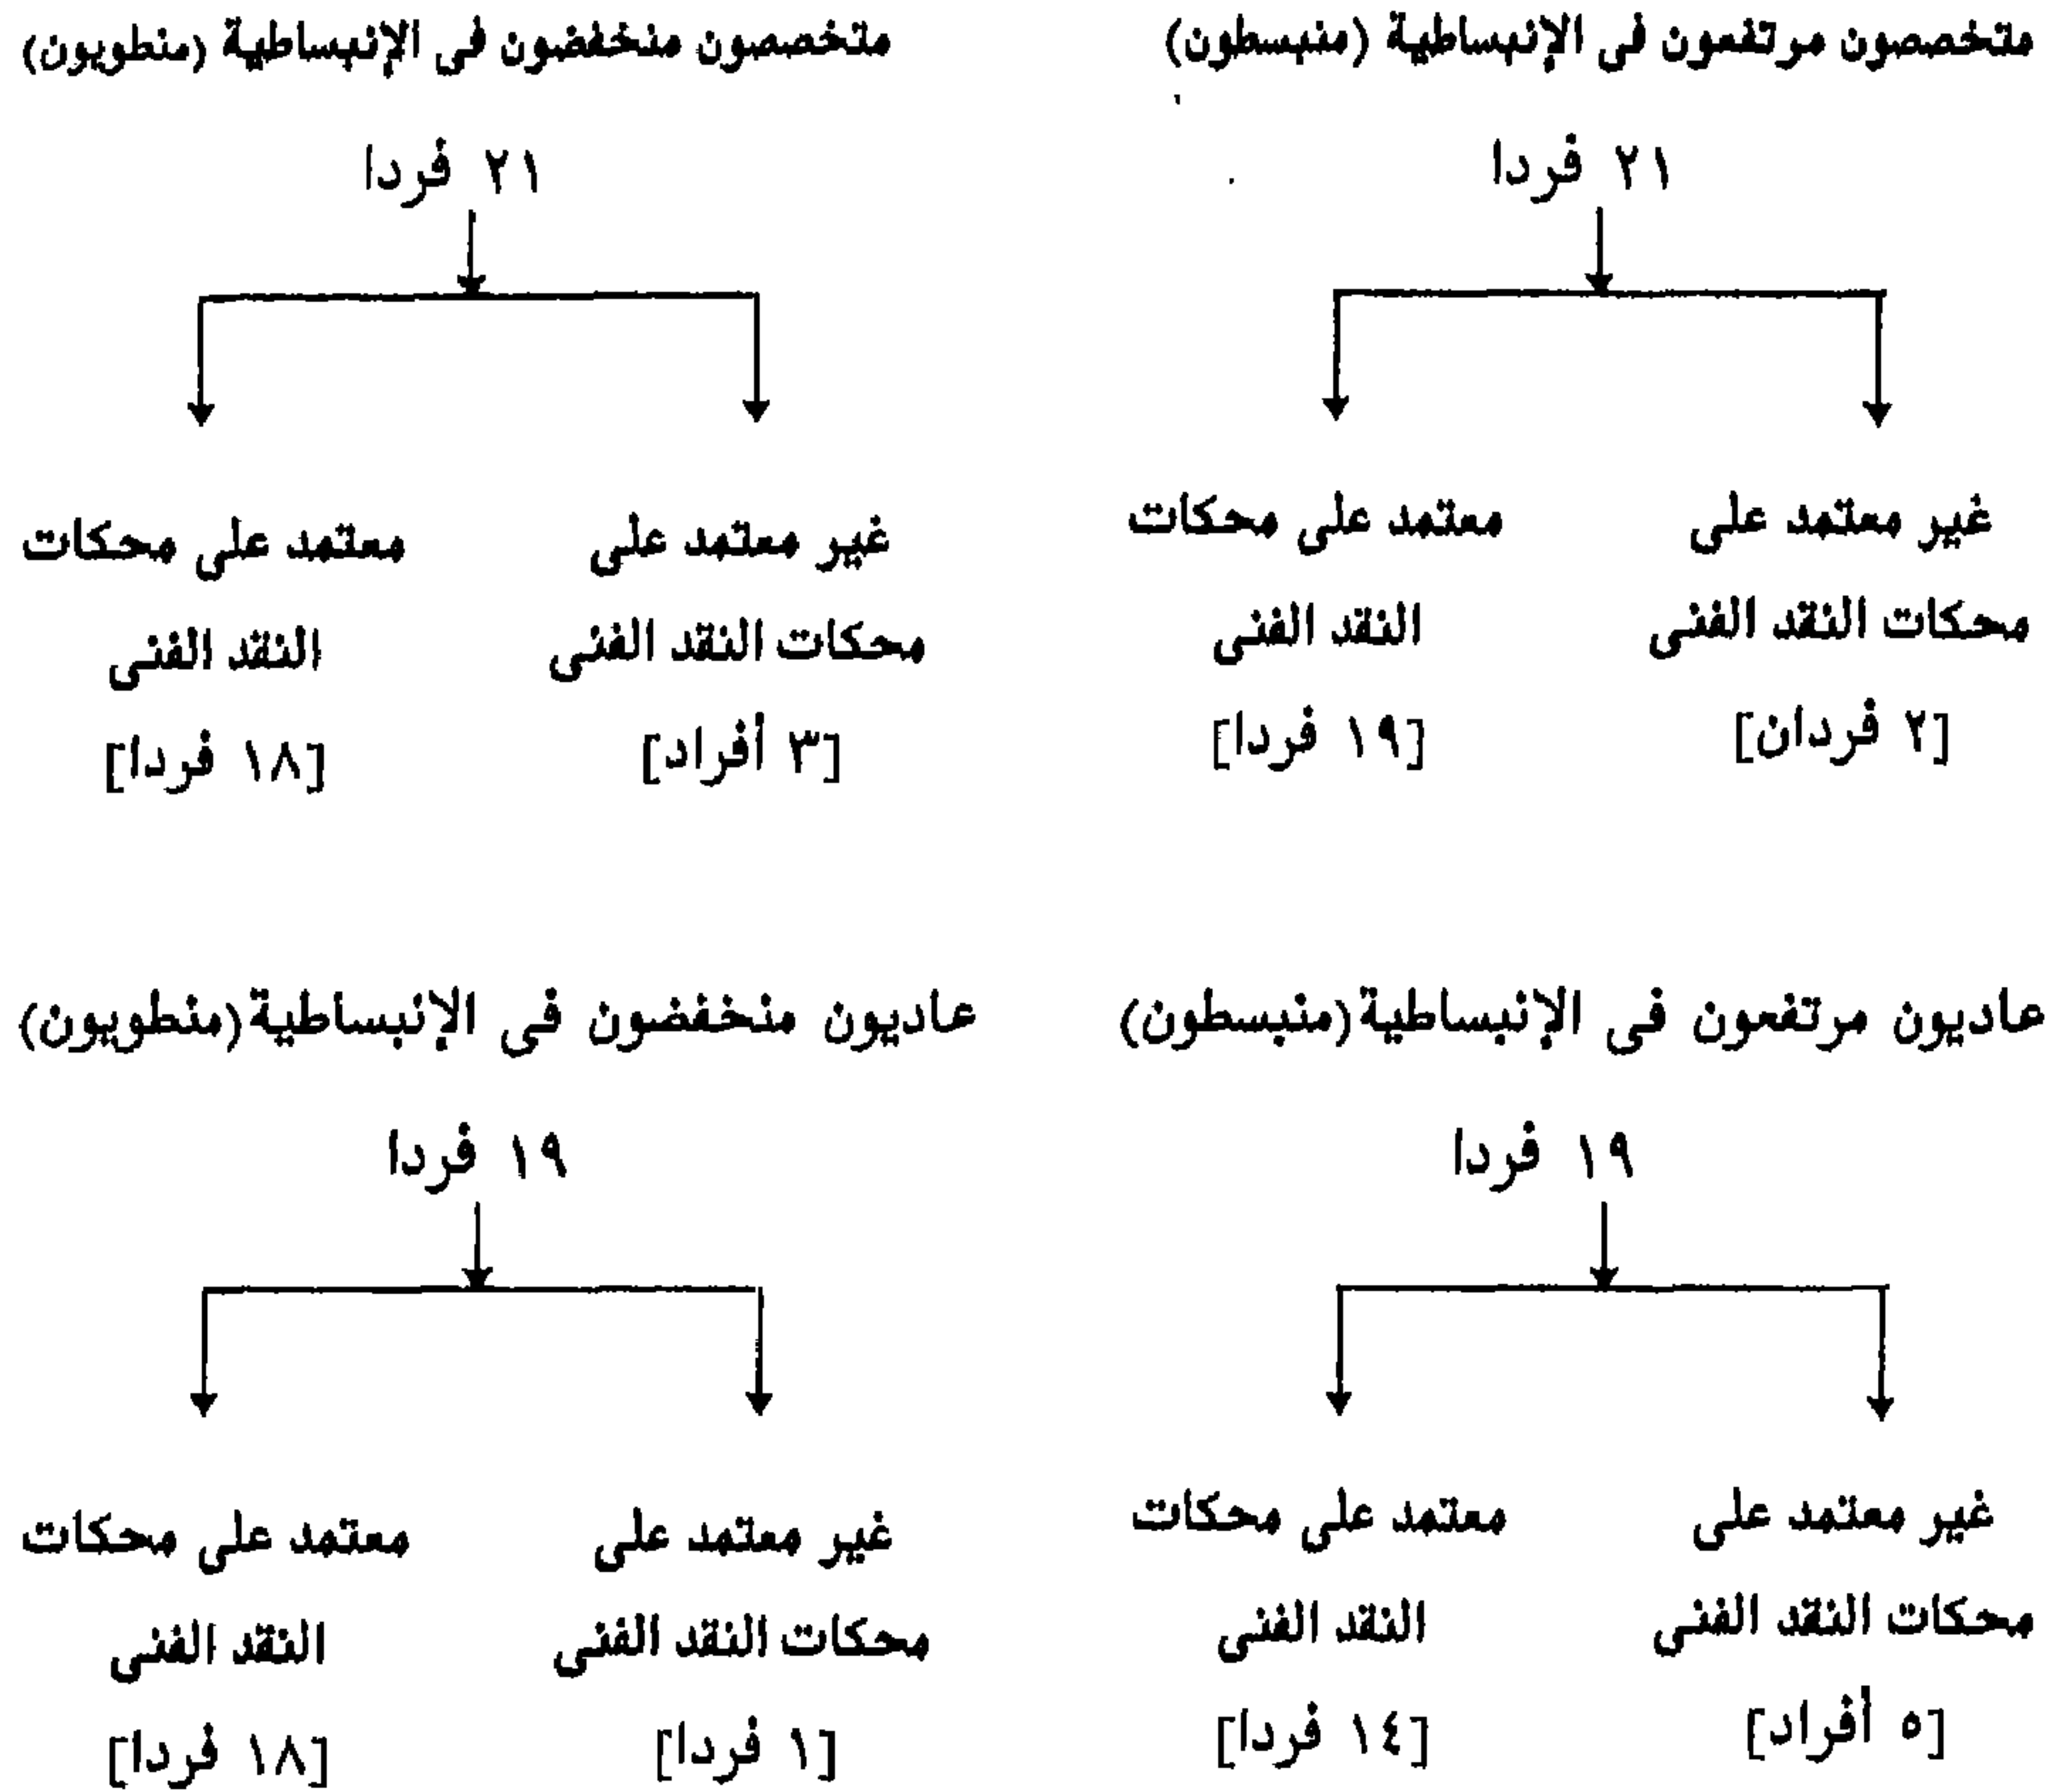 متخصصون مرتفعون فى الإنبساطية (منبسطون)
٢١ فردا
غير معتمد على
محكات النقد الفنى
[٢ فردان]
معتمد على محكات
النقد الفنى
[١٩ فردا]
متخصصون منخفضون فى الإنبساطية (منطويون)
٢١ فردا
غير معتمد على
محكات النقد الفنى
[٣ أفراد]
معتمد على محكات
النقد الفنى
[١٨ فردا]
عاديون مرتفعون فى الإنبساطية (منبسطون)
١٩ فردا
غير معتمد على
محكات النقد الفنى
[٥ أفراد]
معتمد على محكات
النقد الفنى
[١٤ فردا]
عاديون منخفضون فى الإنبساطية (منطويون)
١٩ فردا
غير معتمد على
محكات النقد الفنى
[١ فردا]
معتمد على محكات
النقد الفنى
[١٨ فردا]